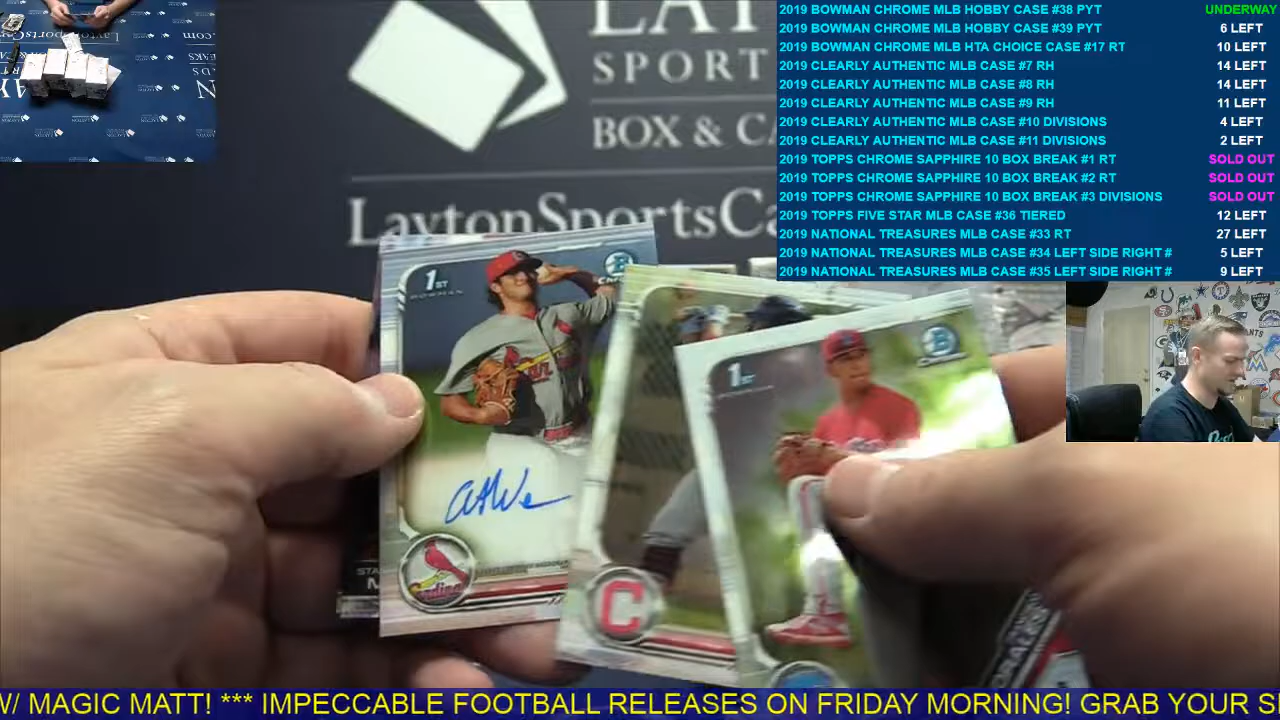 2019 BOWMAN CHROME MLB HOBBY CASE #38 PYT UNDERWAY
2019 BOWMAN CHROME MLB HOBBY CASE #39 PYT 6 LEFT
2019 BOWMAN CHROME MLB HTA CHOICE CASE #17 RT 10 LEFT
2019 CLEARLY AUTHENTIC MLB CASE #7 RH 14 LEFT
2019 CLEARLY AUTHENTIC MLB CASE #8 RH 14 LEFT
2019 CLEARLY AUTHENTIC MLB CASE #9 RH 11 LEFT
2019 CLEARLY AUTHENTIC MLB CASE #10 DIVISIONS 4 LEFT
2019 CLEARLY AUTHENTIC MLB CASE #11 DIVISIONS 2 LEFT
2019 TOPPS CHROME SAPPHIRE 10 BOX BREAK #1 RT SOLD OUT
2019 TOPPS CHROME SAPPHIRE 10 BOX BREAK #2 RT SOLD OUT
2019 TOPPS CHROME SAPPHIRE 10 BOX BREAK #3 DIVISIONS SOLD OUT
2019 TOPPS FIVE STAR MLB CASE #36 TIERED 12 LEFT
2019 NATIONAL TREASURES MLB CASE #33 RT 27 LEFT
2019 NATIONAL TREASURES MLB CASE #34 LEFT SIDE RIGHT # 5 LEFT
2019 NATIONAL TREASURES MLB CASE #35 LEFT SIDE RIGHT # 9 LEFT
LAYT
SPORT
BOX & CA
LaytonSportsCa
1ST
BOWMAN
Cardinals
C
1ST
W/ MAGIC MATT! *** IMPECCABLE FOOTBALL RELEASES ON FRIDAY MORNING! GRAB YOUR S